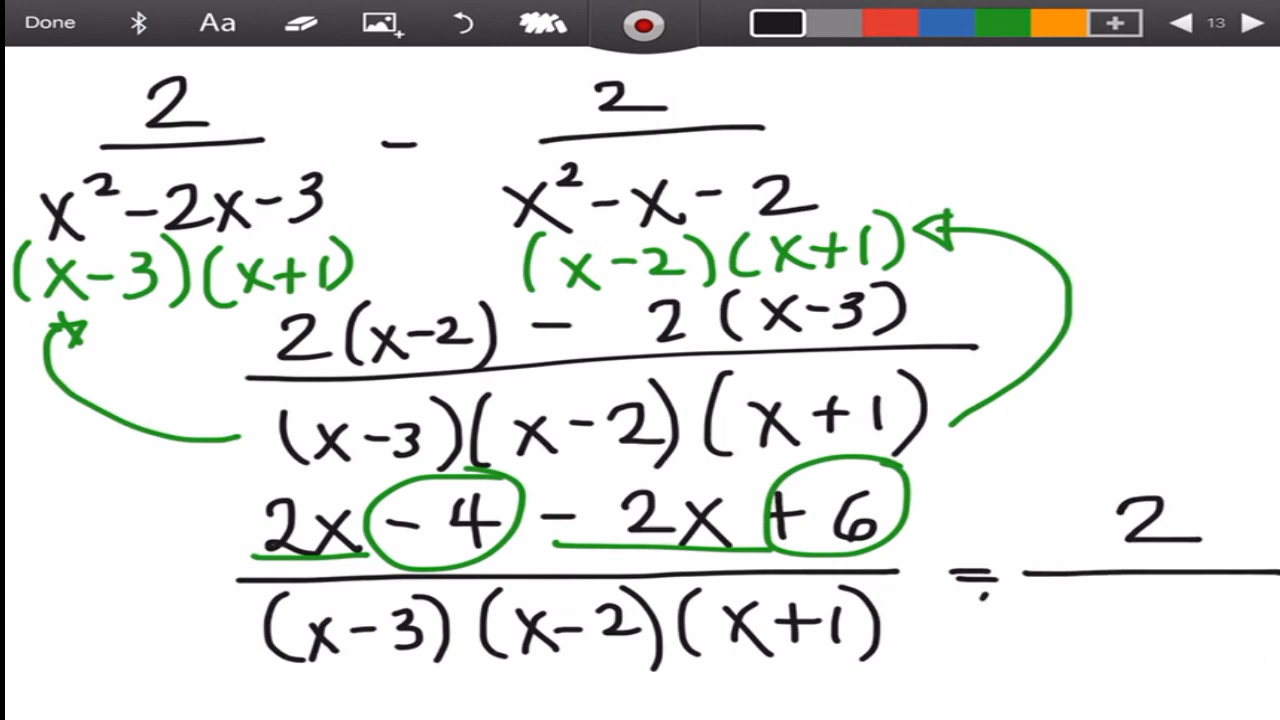 Done Aa 13
2 - 2
x² - 2x - 3 x² - x - 2
(x - 3)(x + 1) (x - 2)(x + 1)
2(x - 2) - 2(x - 3)
(x - 3)(x - 2)(x + 1)
2x - 4 - 2x + 6 = 2
(x - 3)(x - 2)(x + 1)